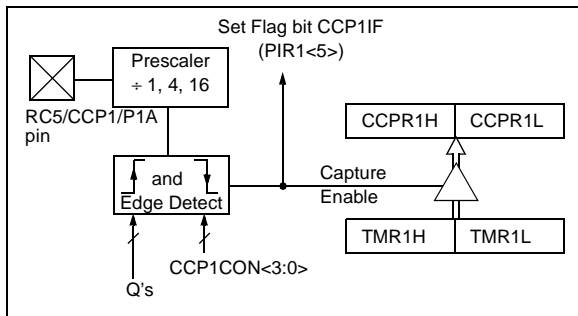 Set Flag bit CCP1IF
(PIR1<5>)
Prescaler
÷ 1, 4, 16
RC5/CCP1/P1A
pin
CCPR1H CCPR1L
and
Edge Detect
Capture
Enable
TMR1H TMR1L
CCP1CON<3:0>
Q's